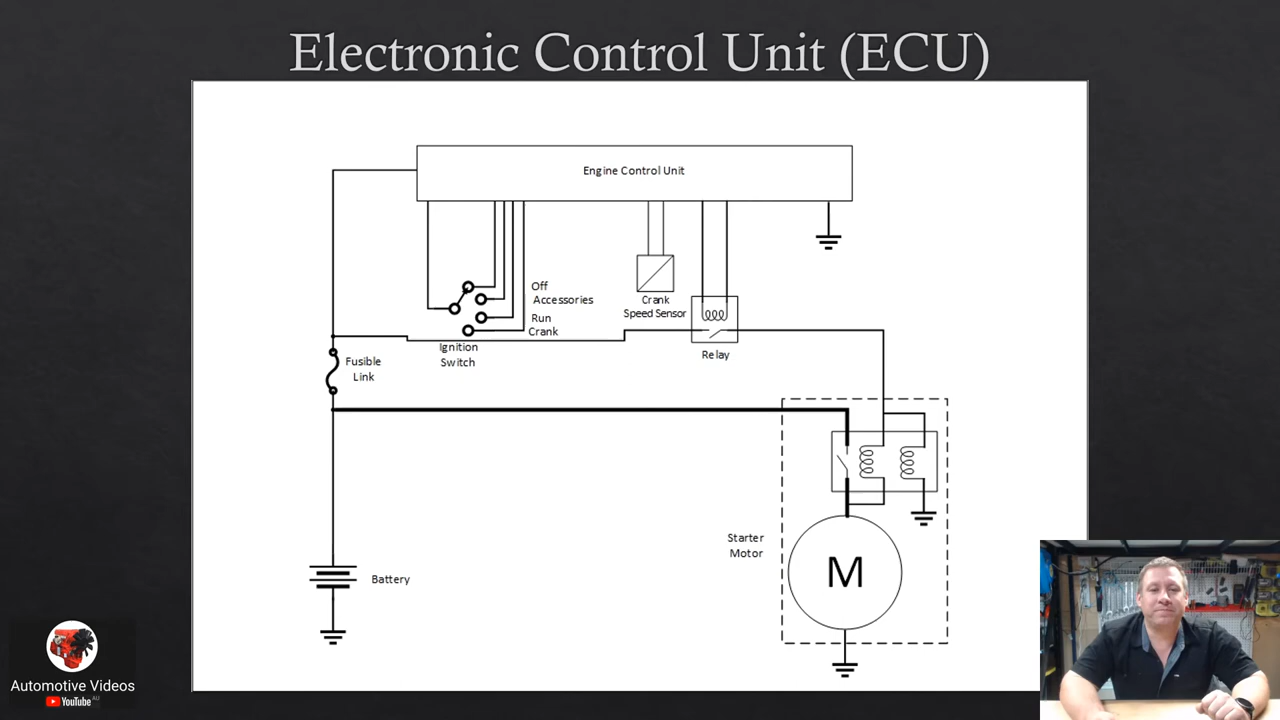 Electronic Control Unit (ECU)
Engine Control Unit
Off
Accessories
Run
Crank
Ignition
Switch
Crank
Speed Sensor
Relay
Fusible
Link
Starter
Motor
M
Battery
Automotive Videos
YouTube AU